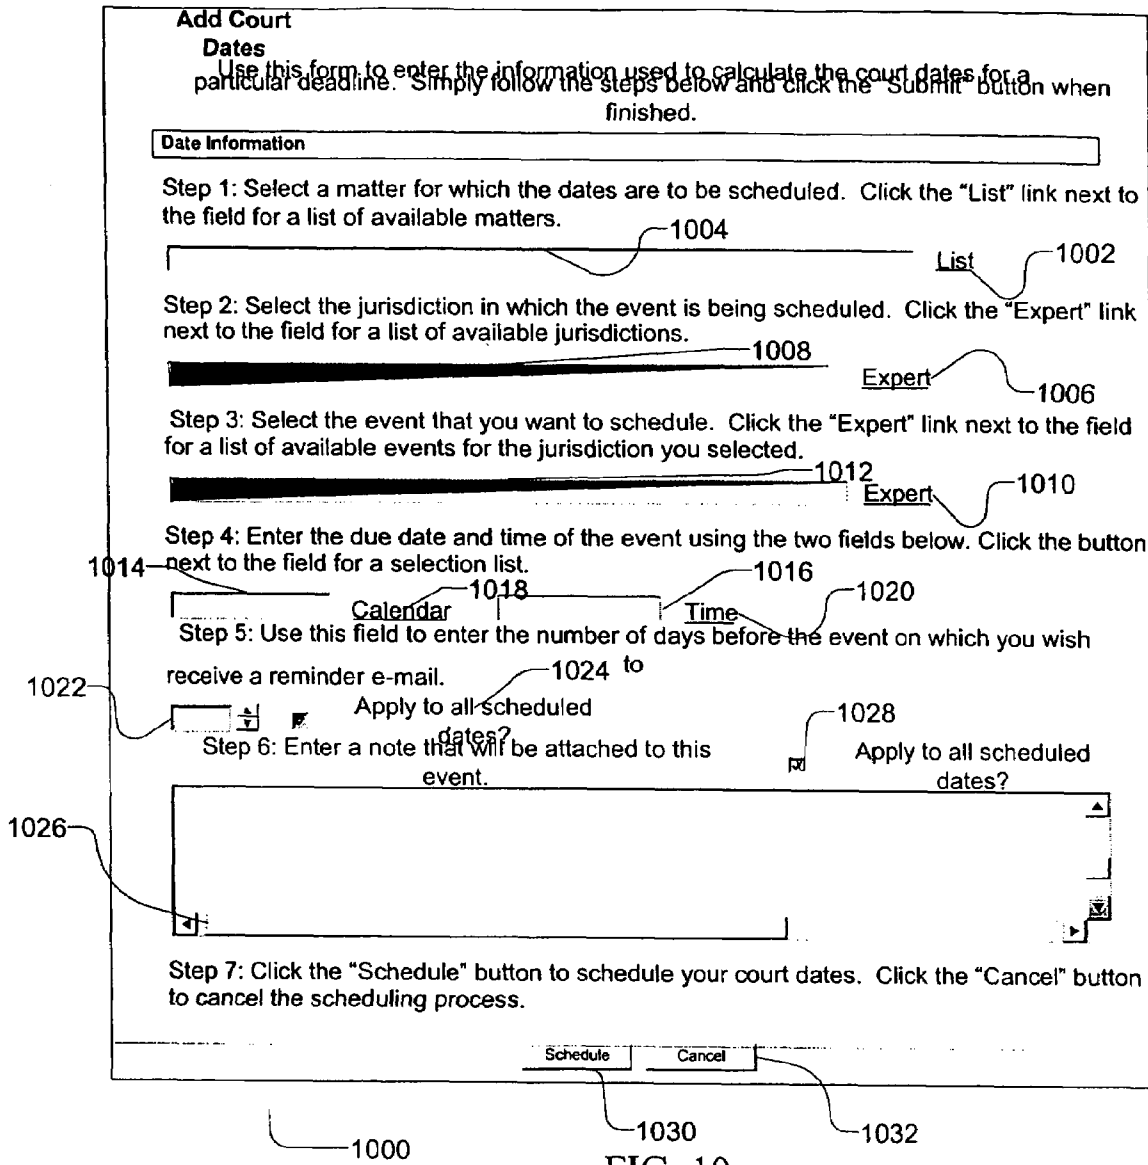 Add Court
Dates
Use this form to enter the information used to calculate the court dates for a
particular deadline. Simply follow the steps below and click the "Submit" button when
finished.
Date Information
Step 1: Select a matter for which the dates are to be scheduled. Click the "List" link next to
the field for a list of available matters.
1004
List
1002
Step 2: Select the jurisdiction in which the event is being scheduled. Click the "Expert" link
next to the field for a list of available jurisdictions.
1008
Expert
1006
Step 3: Select the event that you want to schedule. Click the "Expert" link next to the field
for a list of available events for the jurisdiction you selected.
1012
Expert
1010
Step 4: Enter the due date and time of the event using the two fields below. Click the button
next to the field for a selection list.
1014
1018
1016
1020
Calendar
Time
Step 5: Use this field to enter the number of days before the event on which you wish
to
receive a reminder e-mail.
1024
1022
Apply to all scheduled
dates?
1028
Step 6: Enter a note that will be attached to this
event.
Apply to all scheduled
dates?
1026
Step 7: Click the "Schedule" button to schedule your court dates. Click the "Cancel" button
to cancel the scheduling process.
Schedule
Cancel
1000
1030
1032
FIG. 10